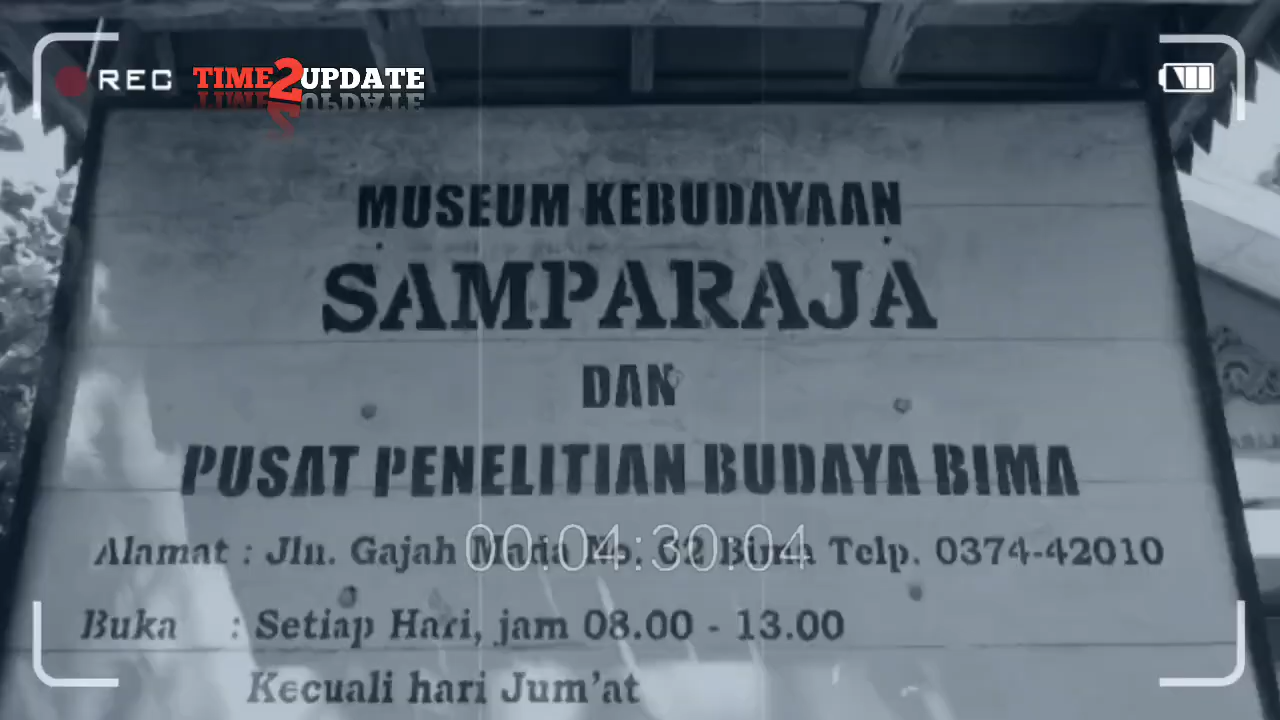 REC TIME2UPDATE
MUSEUM KEBUDAYAAN
SAMPARAJA
DAN
PUSAT PENELITIAN BUDAYA BIMA
00:04:30:04
Alamat : Jln. Gajah Mada No. Bima Telp. 0374-42010
Buka : Setiap Hari, jam 08.00 - 13.00
Kecuali hari Jum'at